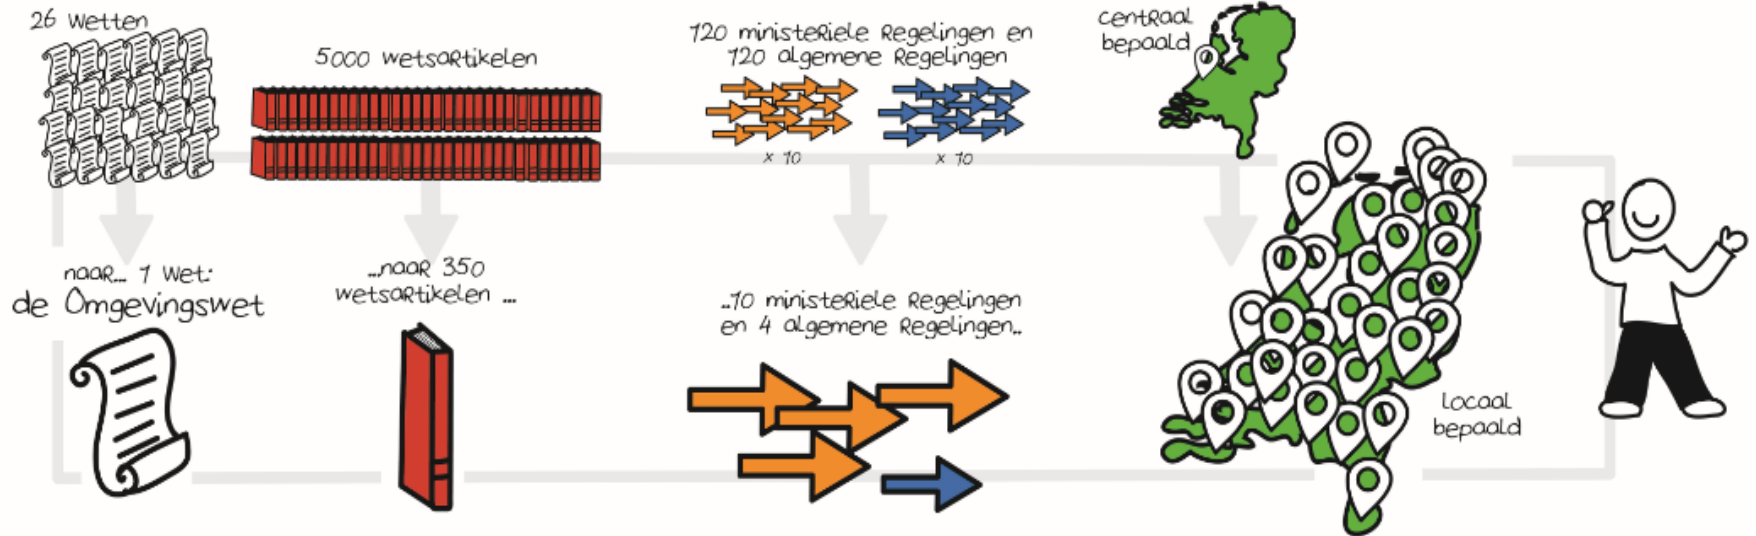 26 wetten
5000 wetsartikelen
120 ministeriele Regelingen en
120 algemene Regelingen
x 10
x 10
centraal
bepaald
naar... 1 wet:
de Omgevingswet
...naar 350
wetsartikelen ...
..10 ministeriele Regelingen
en 4 algemene Regelingen..
Locaal
bepaald